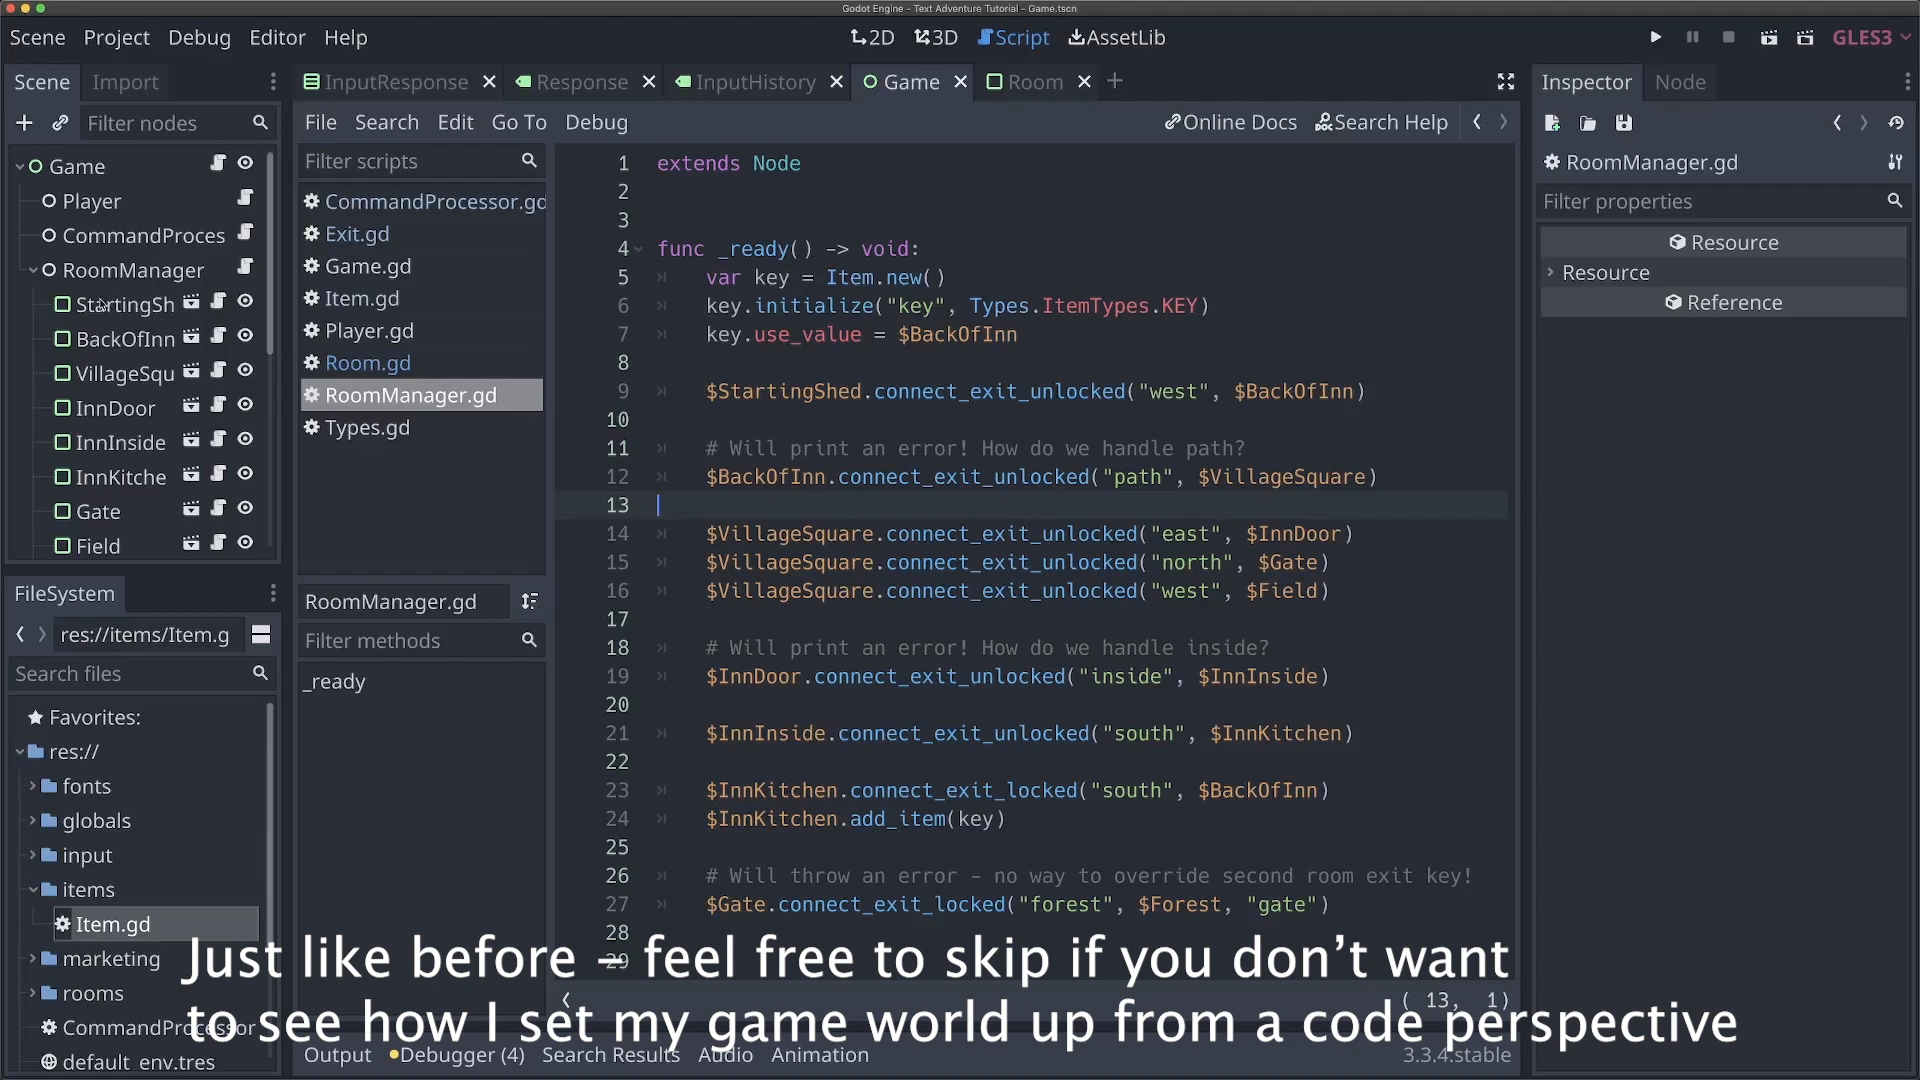 Godot Engine - Text Adventure Tutorial - Game.tscn
Scene Project Debug Editor Help
2D 3D Script AssetLib
GLES3
Scene Import
InputResponse Response InputHistory Game Room
Inspector Node
Filter nodes
File Search Edit Go To Debug
Online Docs Search Help
Game
Player
CommandProces
RoomManager
StartingSh
BackOfInn
VillageSqu
InnDoor
InnInside
InnKitche
Gate
Field
FileSystem
res://items/Item.g
Search files
Favorites:
res://
fonts
globals
input
items
Item.gd
marketing
rooms
CommandProcessor
default_env.tres
Filter scripts
CommandProcessor.gd
Exit.gd
Game.gd
Item.gd
Player.gd
Room.gd
RoomManager.gd
Types.gd
RoomManager.gd
Filter methods
_ready
1 extends Node
2
3
4 func _ready() -> void:
5 var key = Item.new()
6 key.initialize("key", Types.ItemTypes.KEY)
7 key.use_value = $BackOfInn
8
9 $StartingShed.connect_exit_unlocked("west", $BackOfInn)
10
11 # Will print an error! How do we handle path?
12 $BackOfInn.connect_exit_unlocked("path", $VillageSquare)
13
14 $VillageSquare.connect_exit_unlocked("east", $InnDoor)
15 $VillageSquare.connect_exit_unlocked("north", $Gate)
16 $VillageSquare.connect_exit_unlocked("west", $Field)
17
18 # Will print an error! How do we handle inside?
19 $InnDoor.connect_exit_unlocked("inside", $InnInside)
20
21 $InnInside.connect_exit_unlocked("south", $InnKitchen)
22
23 $InnKitchen.connect_exit_locked("south", $BackOfInn)
24 $InnKitchen.add_item(key)
25
26 # Will throw an error - no way to override second room exit key!
27 $Gate.connect_exit_locked("forest", $Forest, "gate")
28
29
( 13, 1)
Output Debugger (4) Search Results Audio Animation
3.3.4.stable
RoomManager.gd
Filter properties
Resource
Resource
Reference
Just like before – feel free to skip if you don't want
to see how I set my game world up from a code perspective